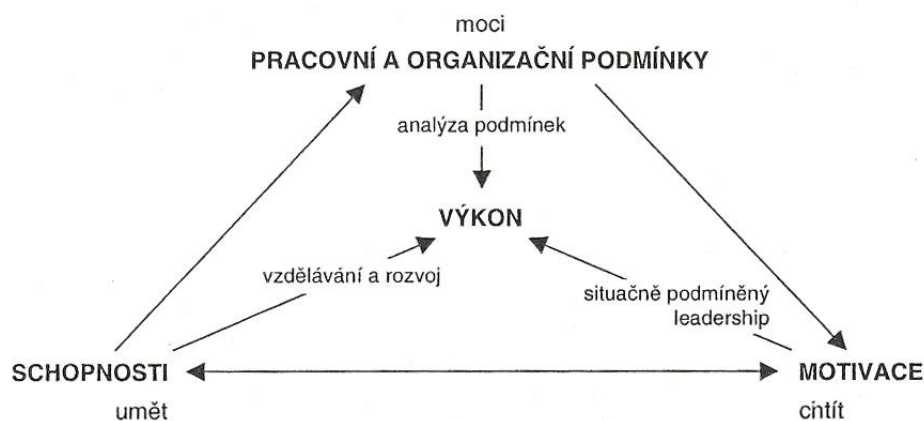 moci
PRACOVNÍ A ORGANIZAČNÍ PODMÍNKY
analýza podmínek
VÝKON
vzdělávání a rozvoj
situačně podmíněný
leadership
SCHOPNOSTI
MOTIVACE
umět
chtít